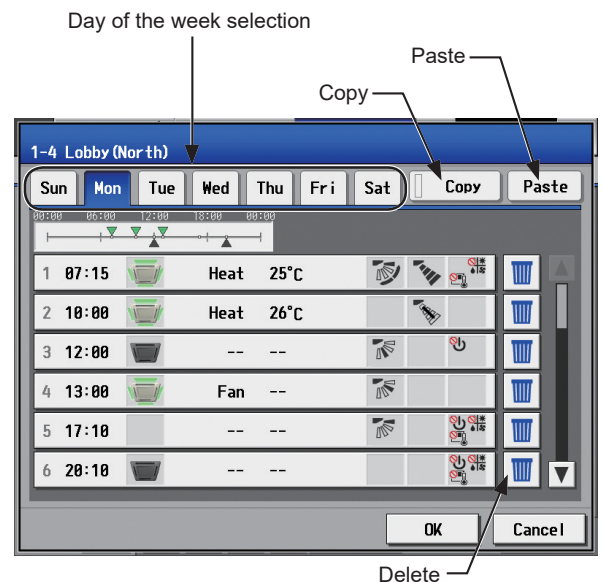 Day of the week selection
Paste
Copy
1-4 Lobby(North)
Sun Mon Tue Wed Thu Fri Sat Copy Paste
00:00 06:00 12:00 18:00 00:00
1 07:15 Heat 25°C
2 10:00 Heat 26°C
3 12:00 -- --
4 13:00 Fan --
5 17:10 -- --
6 20:10 -- --
OK Cancel
Delete